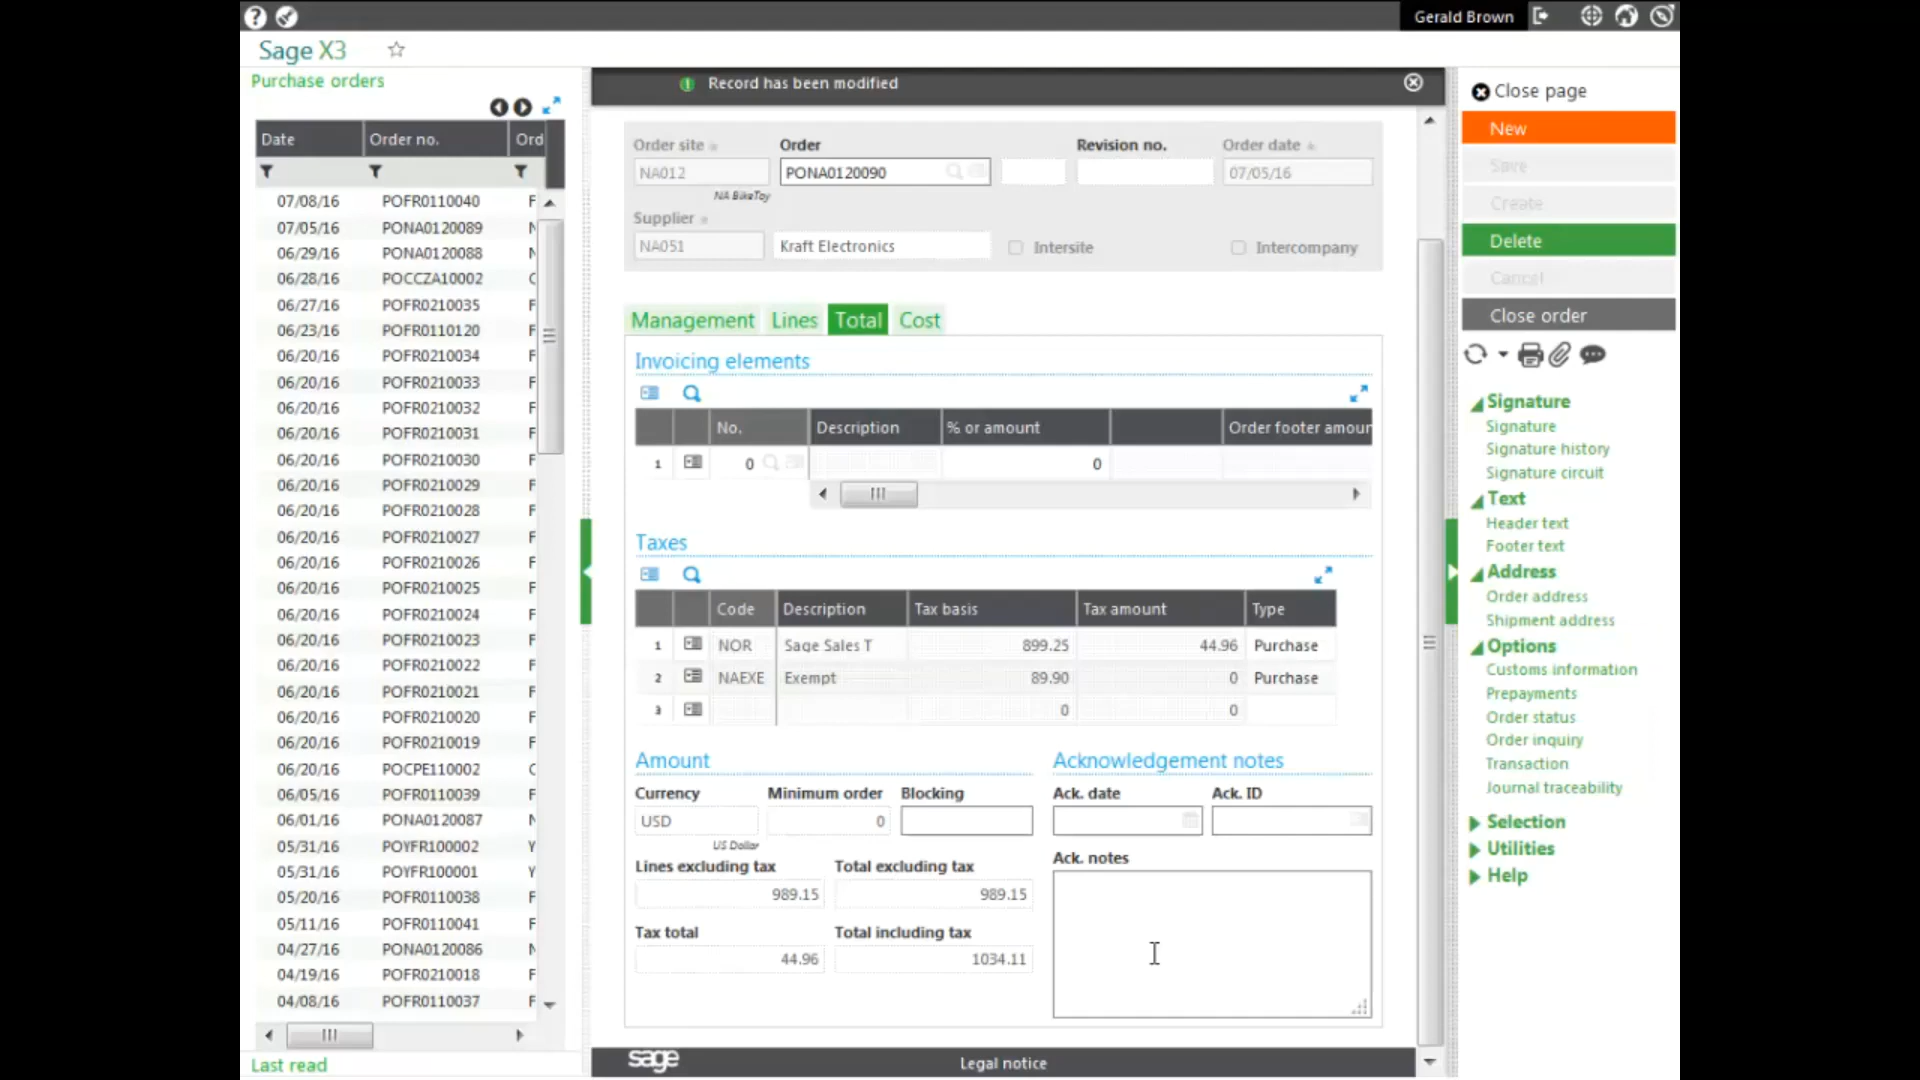 Gerald Brown
Sage X3
Purchase orders
Date Order no. Ord
07/08/16 POFR0110040 F
07/05/16 PONA0120089 N
06/29/16 PONA0120088 N
06/28/16 POCCZA10002 C
06/27/16 POFR0210035 F
06/23/16 POFR0110120 F
06/20/16 POFR0210034 F
06/20/16 POFR0210033 F
06/20/16 POFR0210032 F
06/20/16 POFR0210031 F
06/20/16 POFR0210030 F
06/20/16 POFR0210029 F
06/20/16 POFR0210028 F
06/20/16 POFR0210027 F
06/20/16 POFR0210026 F
06/20/16 POFR0210025 F
06/20/16 POFR0210024 F
06/20/16 POFR0210023 F
06/20/16 POFR0210022 F
06/20/16 POFR0210021 F
06/20/16 POFR0210020 F
06/20/16 POFR0210019 F
06/20/16 POCPE110002 C
06/05/16 POFR0110039 F
06/01/16 PONA0120087 N
05/31/16 POYFR100002 Y
05/31/16 POYFR100001 Y
05/20/16 POFR0110038 F
05/11/16 POFR0110041 F
04/27/16 PONA0120086 N
04/19/16 POFR0210018 F
04/08/16 POFR0110037 F
Last read
Record has been modified
Order site Order Revision no. Order date
NA012 PONA0120090 07/05/16
NA BikeToy
Supplier
NA051 Kraft Electronics Intersite Intercompany
Management Lines Total Cost
Invoicing elements
No. Description % or amount Order footer amoun
1 0 0
Taxes
Code Description Tax basis Tax amount Type
1 NOR Sage Sales T 899.25 44.96 Purchase
2 NAEXE Exempt 89.90 0 Purchase
3 0 0
Amount
Currency Minimum order Blocking
USD 0
US Dollar
Lines excluding tax Total excluding tax
989.15 989.15
Tax total Total including tax
44.96 1034.11
Acknowledgement notes
Ack. date Ack. ID
Ack. notes
sage Legal notice
Close page
New
Save
Create
Delete
Cancel
Close order
Signature
Signature
Signature history
Signature circuit
Text
Header text
Footer text
Address
Order address
Shipment address
Options
Customs information
Prepayments
Order status
Order inquiry
Transaction
Journal traceability
Selection
Utilities
Help